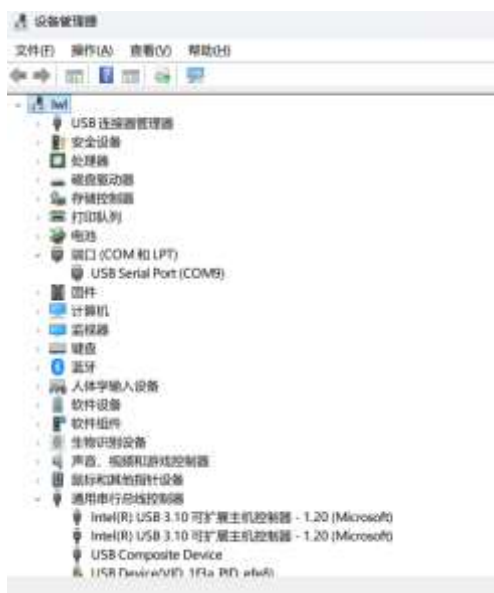 设备管理器
文件(F) 操作(A) 查看(V) 帮助(H)
lwl
USB 连接器管理器
安全设备
处理器
磁盘驱动器
存储控制器
打印队列
电池
端口 (COM 和 LPT)
USB Serial Port (COM9)
固件
计算机
监视器
键盘
蓝牙
人体学输入设备
软件设备
软件组件
生物识别设备
声音、视频和游戏控制器
鼠标和其他指针设备
通用串行总线控制器
Intel(R) USB 3.10 可扩展主机控制器 - 1.20 (Microsoft)
Intel(R) USB 3.10 可扩展主机控制器 - 1.20 (Microsoft)
USB Composite Device
USB Device(VID_1f3a_PID_efe8)